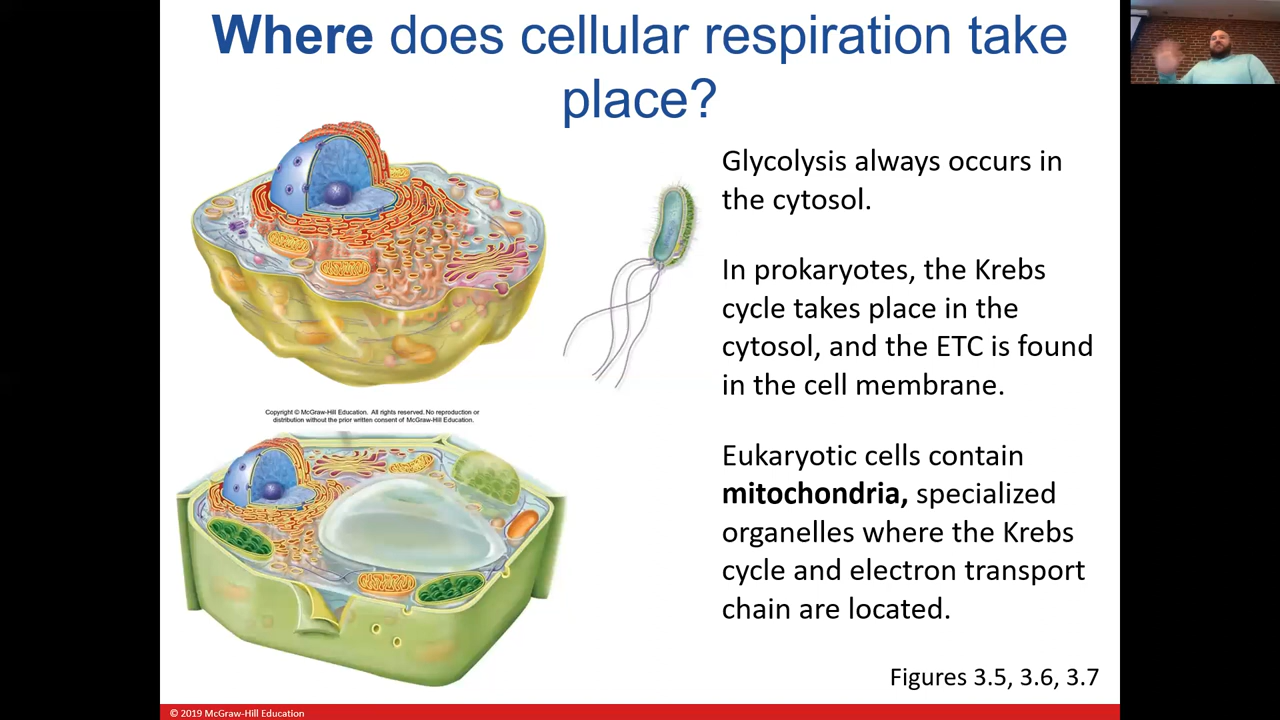 Where does cellular respiration take
place?
Glycolysis always occurs in
the cytosol.
In prokaryotes, the Krebs
cycle takes place in the
cytosol, and the ETC is found
in the cell membrane.
Copyright © McGraw-Hill Education. All rights reserved. No reproduction or
distribution without the prior written consent of McGraw-Hill Education.
Eukaryotic cells contain
mitochondria, specialized
organelles where the Krebs
cycle and electron transport
chain are located.
Figures 3.5, 3.6, 3.7
© 2019 McGraw-Hill Education